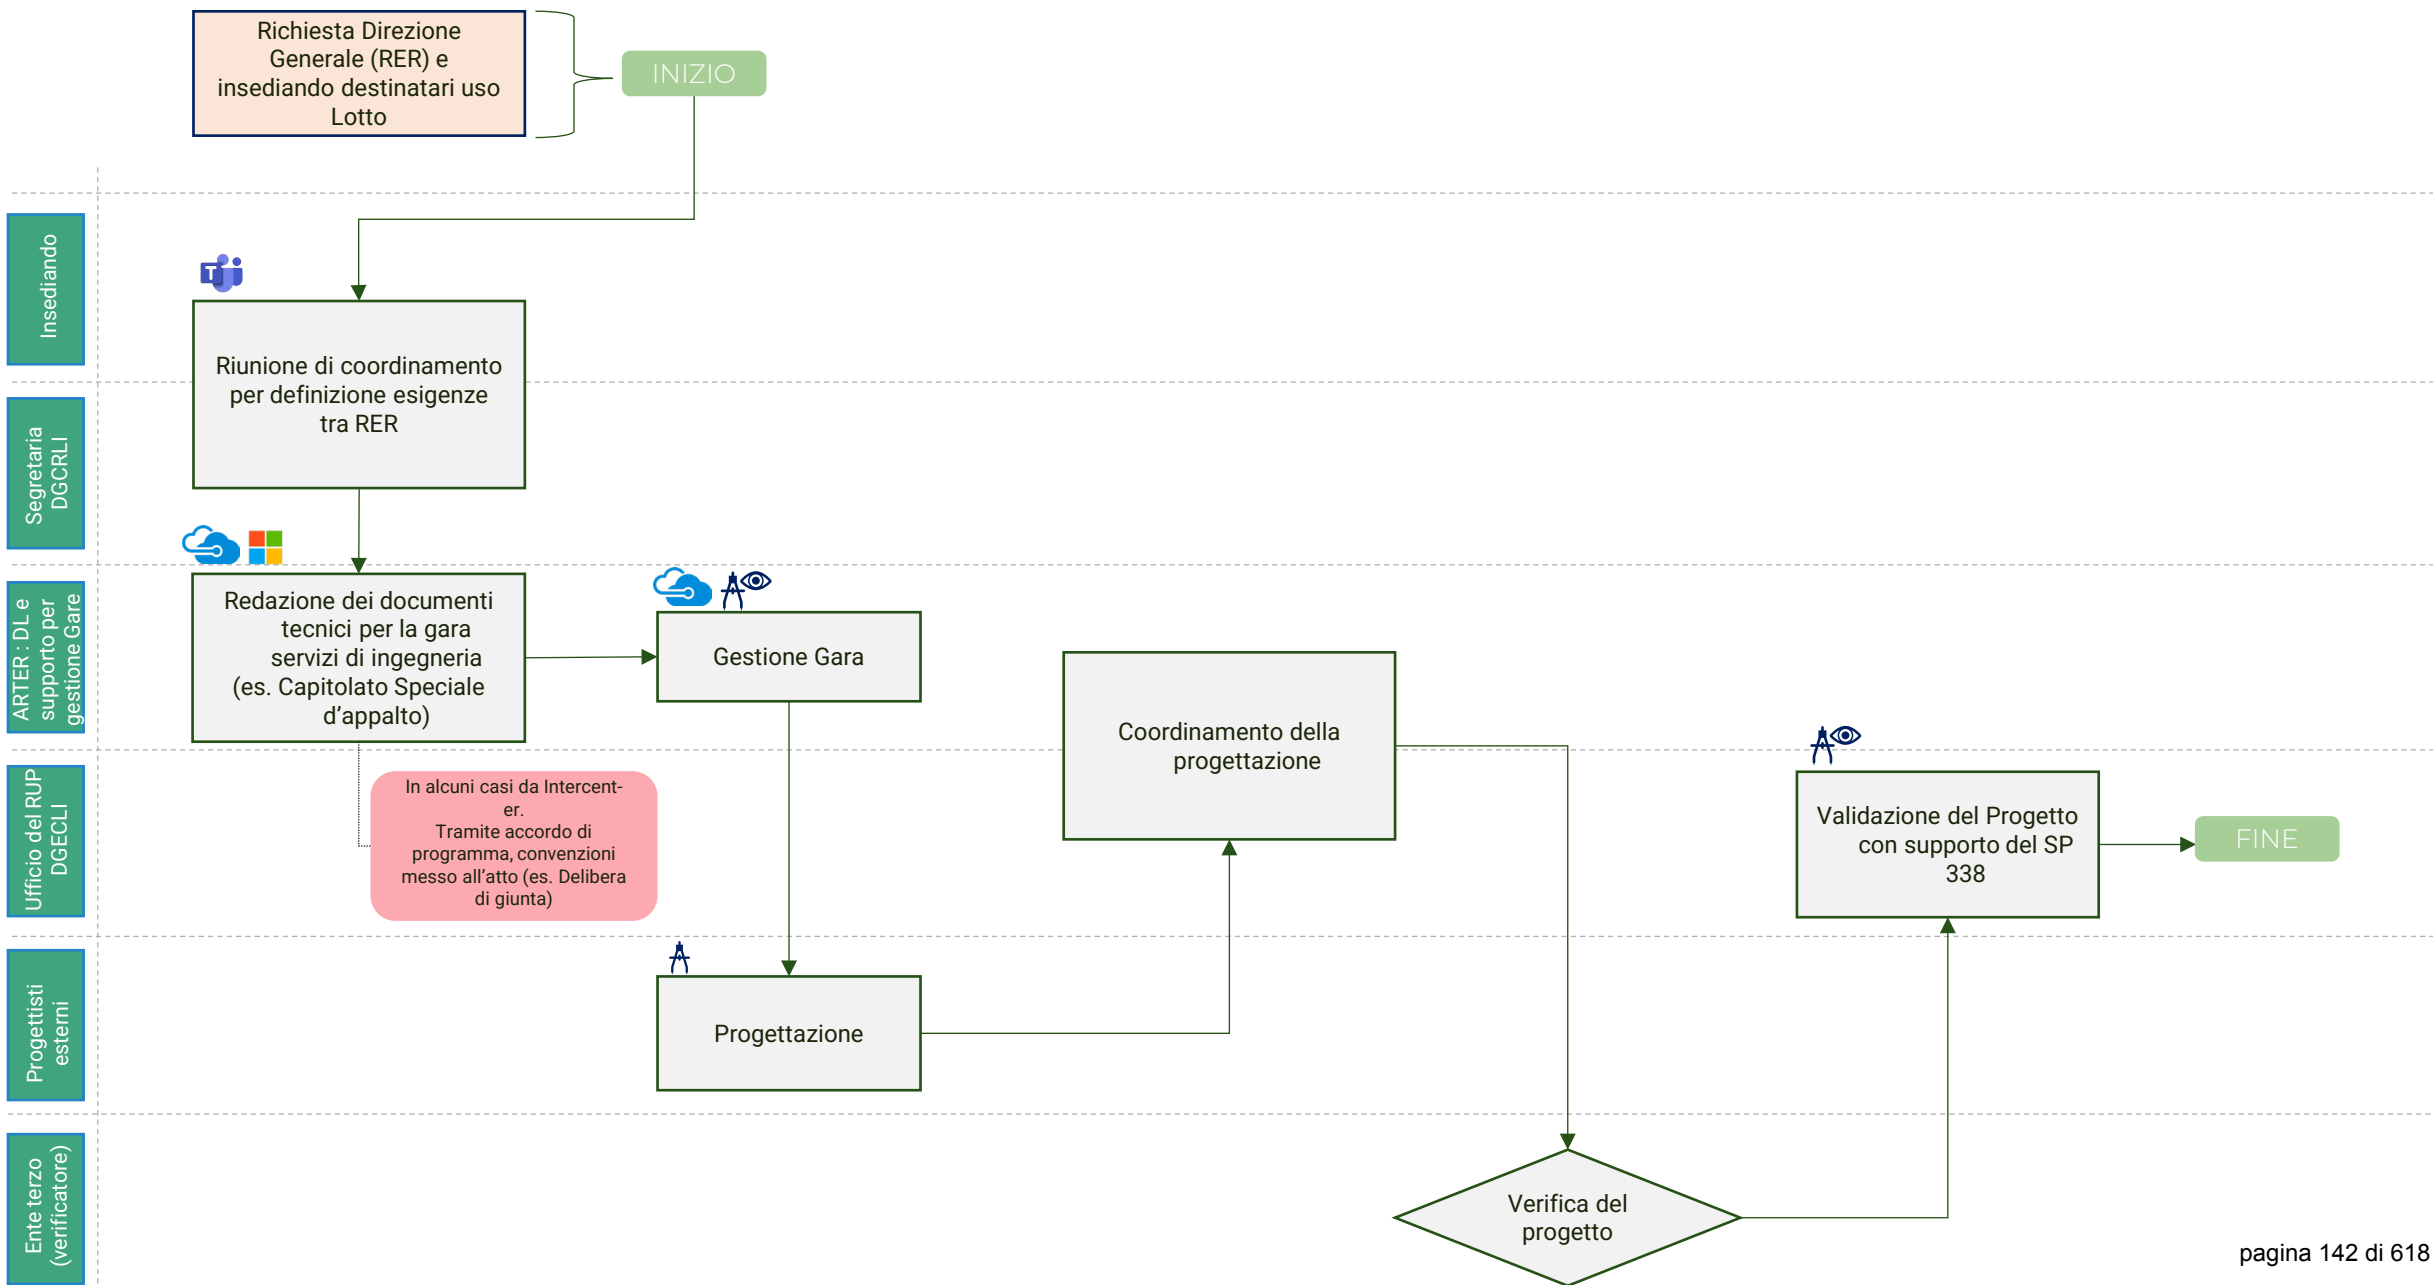 Richiesta Direzione
Generale (RER) e
insediando destinatari uso
Lotto
INIZIO
Insediando
Riunione di coordinamento
per definizione esigenze
tra RER
Segretaria
DGCRLI
ARTER : DL e
supporto per
gestione Gare
Redazione dei documenti
tecnici per la gara
servizi di ingegneria
(es. Capitolato Speciale
d’appalto)
Gestione Gara
Coordinamento della
progettazione
Ufficio del RUP
DGECLI
In alcuni casi da Intercent-
er.
Tramite accordo di
programma, convenzioni
messo all’atto (es. Delibera
di giunta)
Validazione del Progetto
con supporto del SP
338
FINE
Progettisti
esterni
Progettazione
Ente terzo
(verificatore)
Verifica del
progetto
pagina 142 di 618